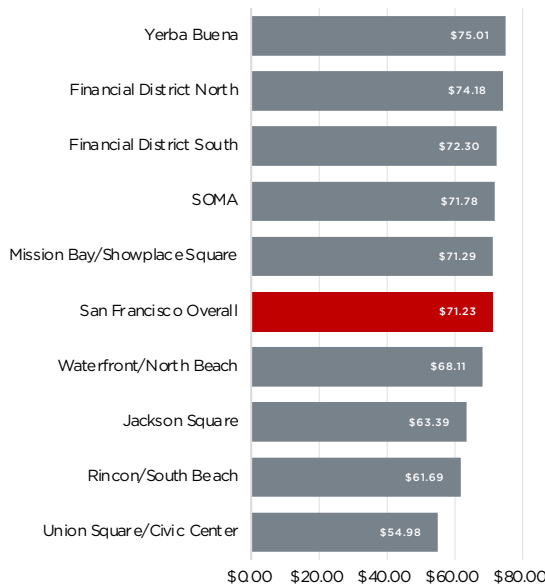 Yerba Buena $75.01
Financial District North $74.18
Financial District South $72.30
SOMA $71.78
Mission Bay/Showplace Square $71.29
San Francisco Overall $71.23
Waterfront/North Beach $68.11
Jackson Square $63.39
Rincon/South Beach $61.69
Union Square/Civic Center $54.98
$0.00 $20.00 $40.00 $60.00 $80.00